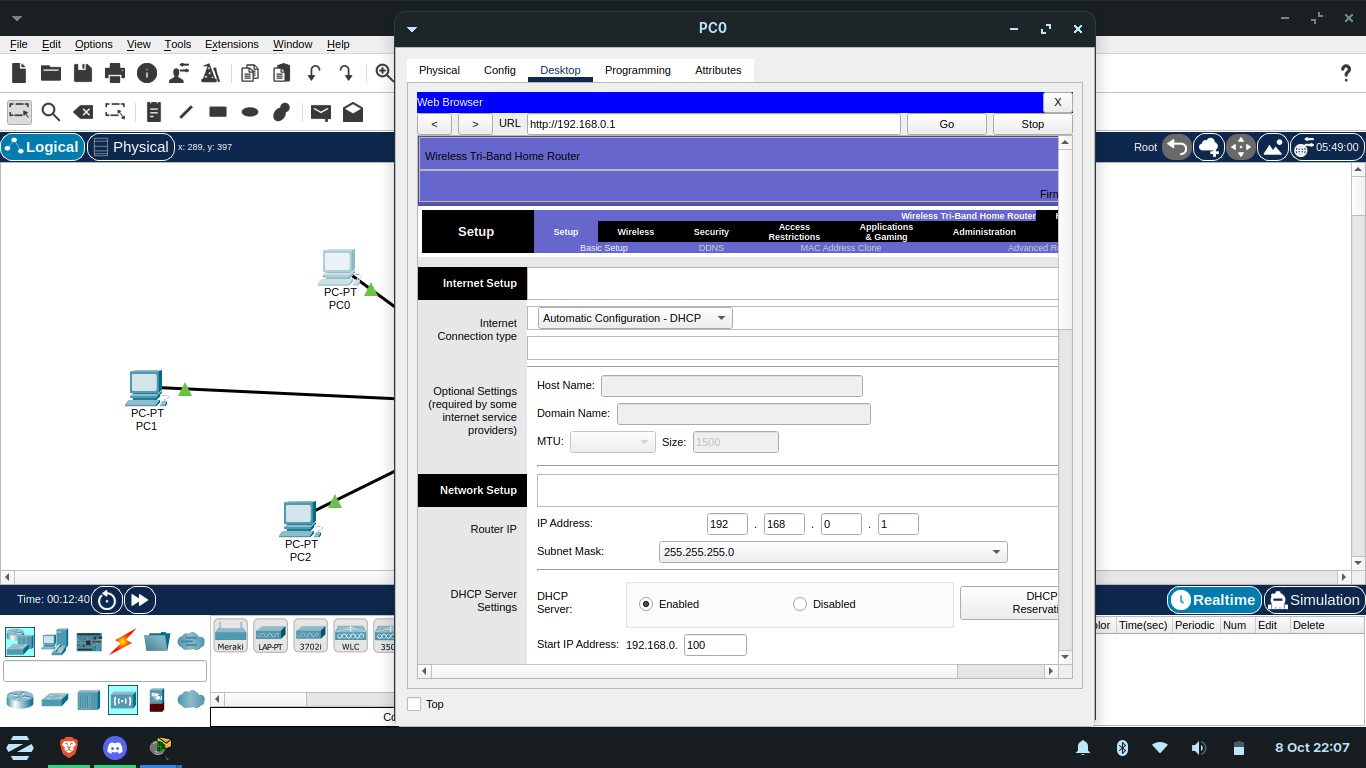 PC0
File Edit Options View Tools Extensions Window Help
Physical Config Desktop Programming Attributes
Web Browser X
< > URL http://192.168.0.1 Go Stop
Logical Physical x: 289, y: 397
Root 05:49:00
Wireless Tri-Band Home Router
Firm
Wireless Tri-Band Home Router
Setup
Setup Wireless Security Access Restrictions Applications & Gaming Administration
Basic Setup DDNS MAC Address Clone Advanced R
Internet Setup
Internet Connection type
Automatic Configuration - DHCP
Optional Settings
(required by some
internet service
providers)
Host Name:
Domain Name:
MTU: Size: 1500
Network Setup
Router IP
IP Address: 192 . 168 . 0 . 1
Subnet Mask: 255.255.255.0
DHCP Server
Settings
DHCP
Server:
Enabled Disabled
DHCP
Reservati
Start IP Address: 192.168.0. 100
Top
PC-PT
PC0
PC-PT
PC1
PC-PT
PC2
Time: 00:12:40
Realtime Simulation
Meraki LAP-PT 3702i WLC 350
Co
olor Time(sec) Periodic Num Edit Delete
8 Oct 22:07